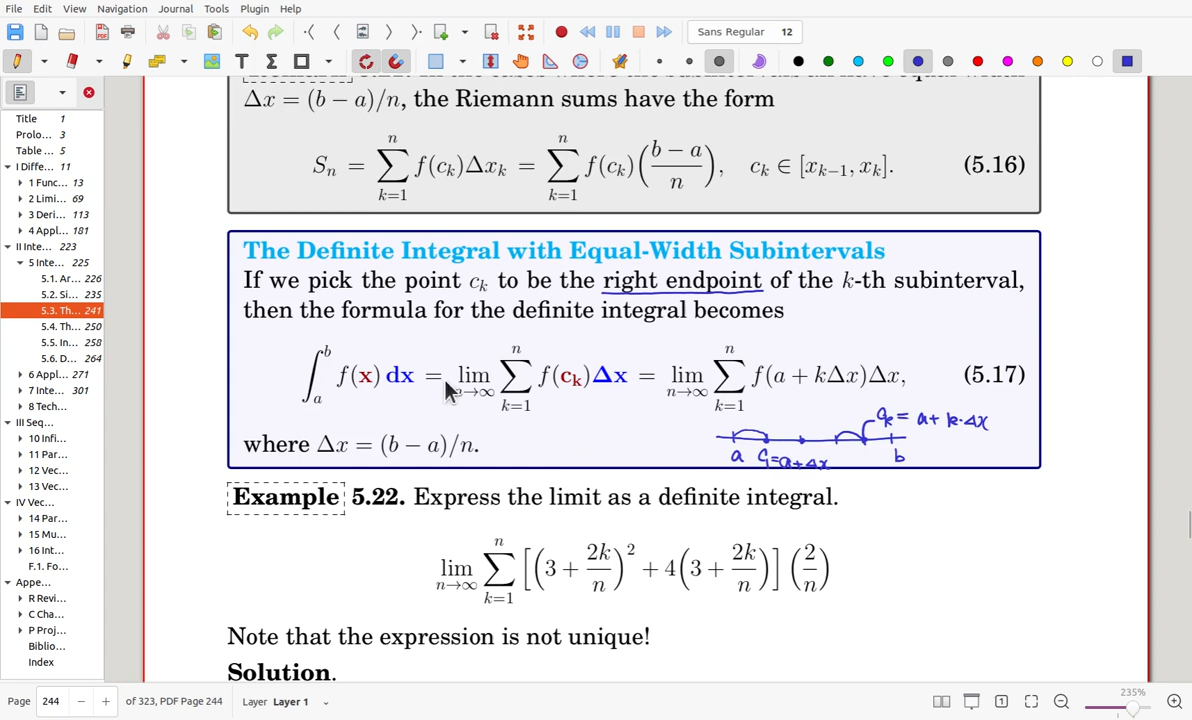 File Edit View Navigation Journal Tools Plugin Help
Sans Regular 12
Title 1
Prolo... 3
Table ... 5
I Diffe... 11
1 Func... 13
2 Limi... 69
3 Deri... 113
4 Appl... 181
II Inte... 223
5 Inte... 225
5.1. Ar... 226
5.2. Si... 235
5.3. Th... 241
5.4. Th... 250
5.5. In... 258
5.6. D... 264
6 Appl... 271
7 Inte... 301
8 Tech...
III Seq...
10 Infi...
11 Par...
12 Vec...
13 Vec...
IV Vec...
14 Par...
15 Mu...
16 Int...
F.1. Fo...
Appe...
R Revi...
C Cha...
P Proj...
Biblio...
Index
Δx = (b − a)/n, the Riemann sums have the form
S_n = ∑_{k=1}^{n} f(c_k)Δx_k = ∑_{k=1}^{n} f(c_k)((b − a)/n), c_k ∈ [x_{k−1}, x_k]. (5.16)
The Definite Integral with Equal-Width Subintervals
If we pick the point c_k to be the right endpoint of the k-th subinterval,
then the formula for the definite integral becomes
∫_a^b f(x) dx = lim_{n→∞} ∑_{k=1}^{n} f(c_k)Δx = lim_{n→∞} ∑_{k=1}^{n} f(a + kΔx)Δx, (5.17)
c_k = a + k·Δx
where Δx = (b − a)/n.
a c_1 = a + Δx b
Example 5.22. Express the limit as a definite integral.
lim_{n→∞} ∑_{k=1}^{n} [(3 + 2k/n)^2 + 4(3 + 2k/n)] (2/n)
Note that the expression is not unique!
Solution.
Page 244 − + of 323, PDF Page 244 Layer Layer 1
235%